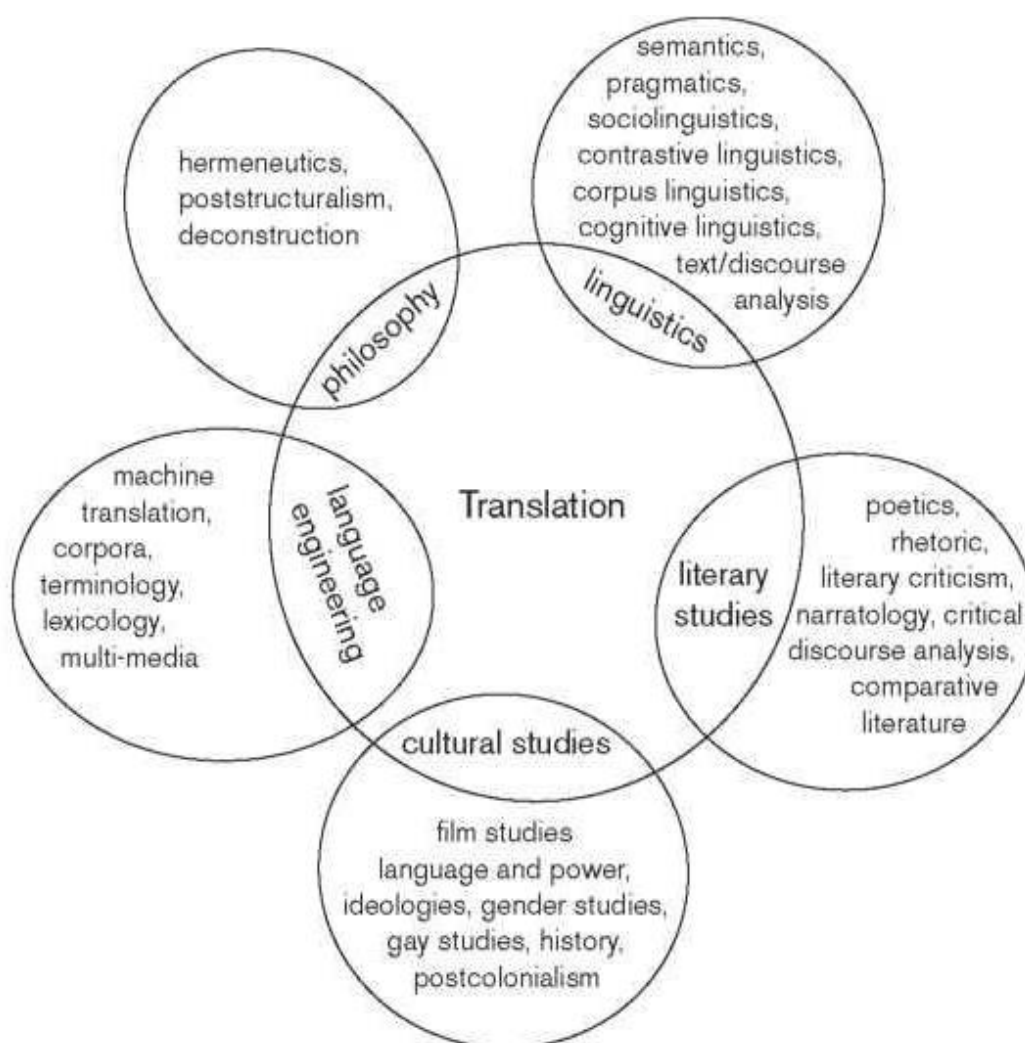 semantics,
pragmatics,
sociolinguistics,
contrastive linguistics,
corpus linguistics,
cognitive linguistics,
text/discourse
analysis
linguistics
hermeneutics,
poststructuralism,
deconstruction
philosophy
machine
translation,
corpora,
terminology,
lexicology,
multi-media
language
engineering
Translation
literary
studies
poetics,
rhetoric,
literary criticism,
narratology, critical
discourse analysis,
comparative
literature
cultural studies
film studies
language and power,
ideologies, gender studies,
gay studies, history,
postcolonialism